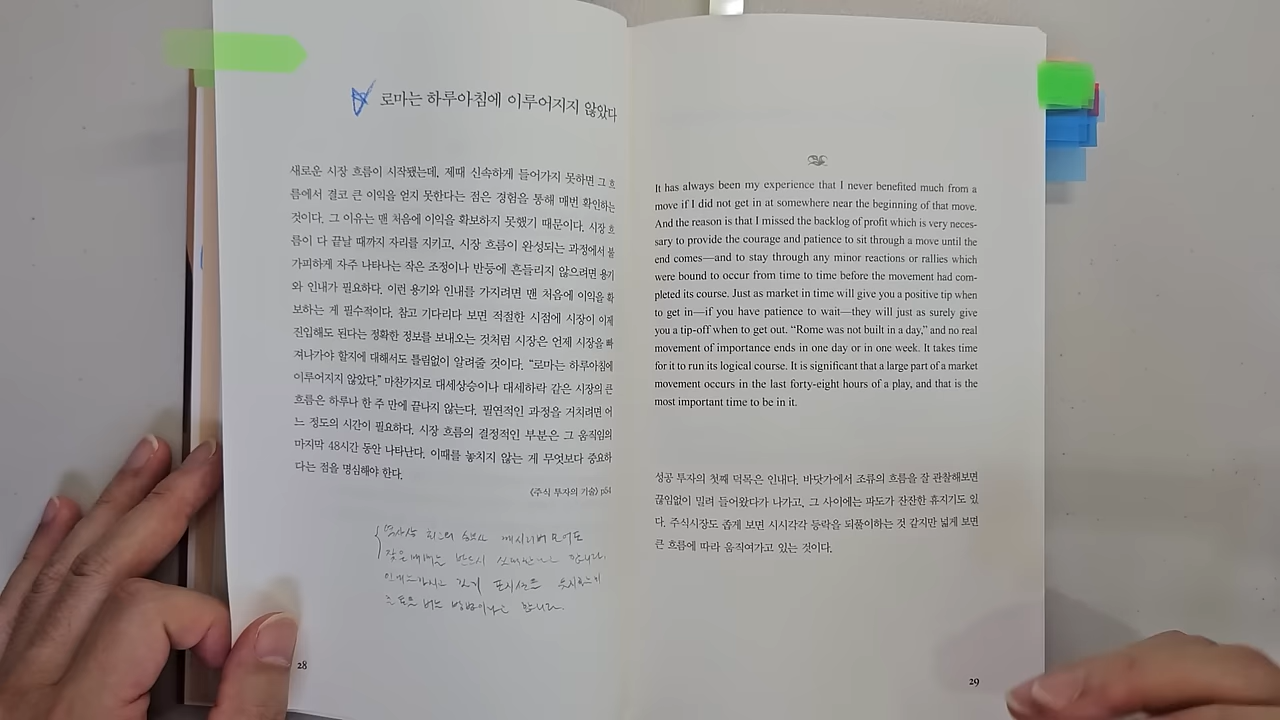 로마는 하루아침에 이루어지지 않았다
새로운 시장 흐름이 시작됐는데, 제때 신속하게 들어가지 못하면 그 흐
름에서 결코 큰 이익을 얻지 못한다는 점은 경험을 통해 매번 확인하는
것이다. 그 이유는 맨 처음에 이익을 확보하지 못했기 때문이다. 시장 흐
름이 다 끝날 때까지 자리를 지키고, 시장 흐름이 완성되는 과정에서 불
가피하게 자주 나타나는 작은 조정이나 반등에 흔들리지 않으려면 용기
와 인내가 필요하다. 이런 용기와 인내를 가지려면 맨 처음에 이익을 확
보하는 게 필수적이다. 참고 기다리다 보면 적절한 시점에 시장이 이제
진입해도 된다는 정확한 정보를 보내오는 것처럼 시장은 언제 시장을 빠
져나가야 할지에 대해서도 틀림없이 알려줄 것이다. “로마는 하루아침에
이루어지지 않았다.” 마찬가지로 대세상승이나 대세하락 같은 시장의 큰
흐름은 하루나 한 주 만에 끝나지 않는다. 필연적인 과정을 거치려면 어
느 정도의 시간이 필요하다. 시장 흐름의 결정적인 부분은 그 움직임의
마지막 48시간 동안 나타난다. 이때를 놓치지 않는 게 무엇보다 중요하
다는 점을 명심해야 한다.
《주식 투자의 기술》 p54
28
It has always been my experience that I never benefited much from a
move if I did not get in at somewhere near the beginning of that move.
And the reason is that I missed the backlog of profit which is very neces-
sary to provide the courage and patience to sit through a move until the
end comes—and to stay through any minor reactions or rallies which
were bound to occur from time to time before the movement had com-
pleted its course. Just as market in time will give you a positive tip when
to get in—if you have patience to wait—they will just as surely give
you a tip-off when to get out. “Rome was not built in a day,” and no real
movement of importance ends in one day or in one week. It takes time
for it to run its logical course. It is significant that a large part of a market
movement occurs in the last forty-eight hours of a play, and that is the
most important time to be in it.
성공 투자의 첫째 덕목은 인내다. 바닷가에서 조류의 흐름을 잘 관찰해보면
끊임없이 밀려 들어왔다가 나가고, 그 사이에는 파도가 잔잔한 휴지기도 있
다. 주식시장도 좁게 보면 시시각각 등락을 되풀이하는 것 같지만 넓게 보면
큰 흐름에 따라 움직여가고 있는 것이다.
29